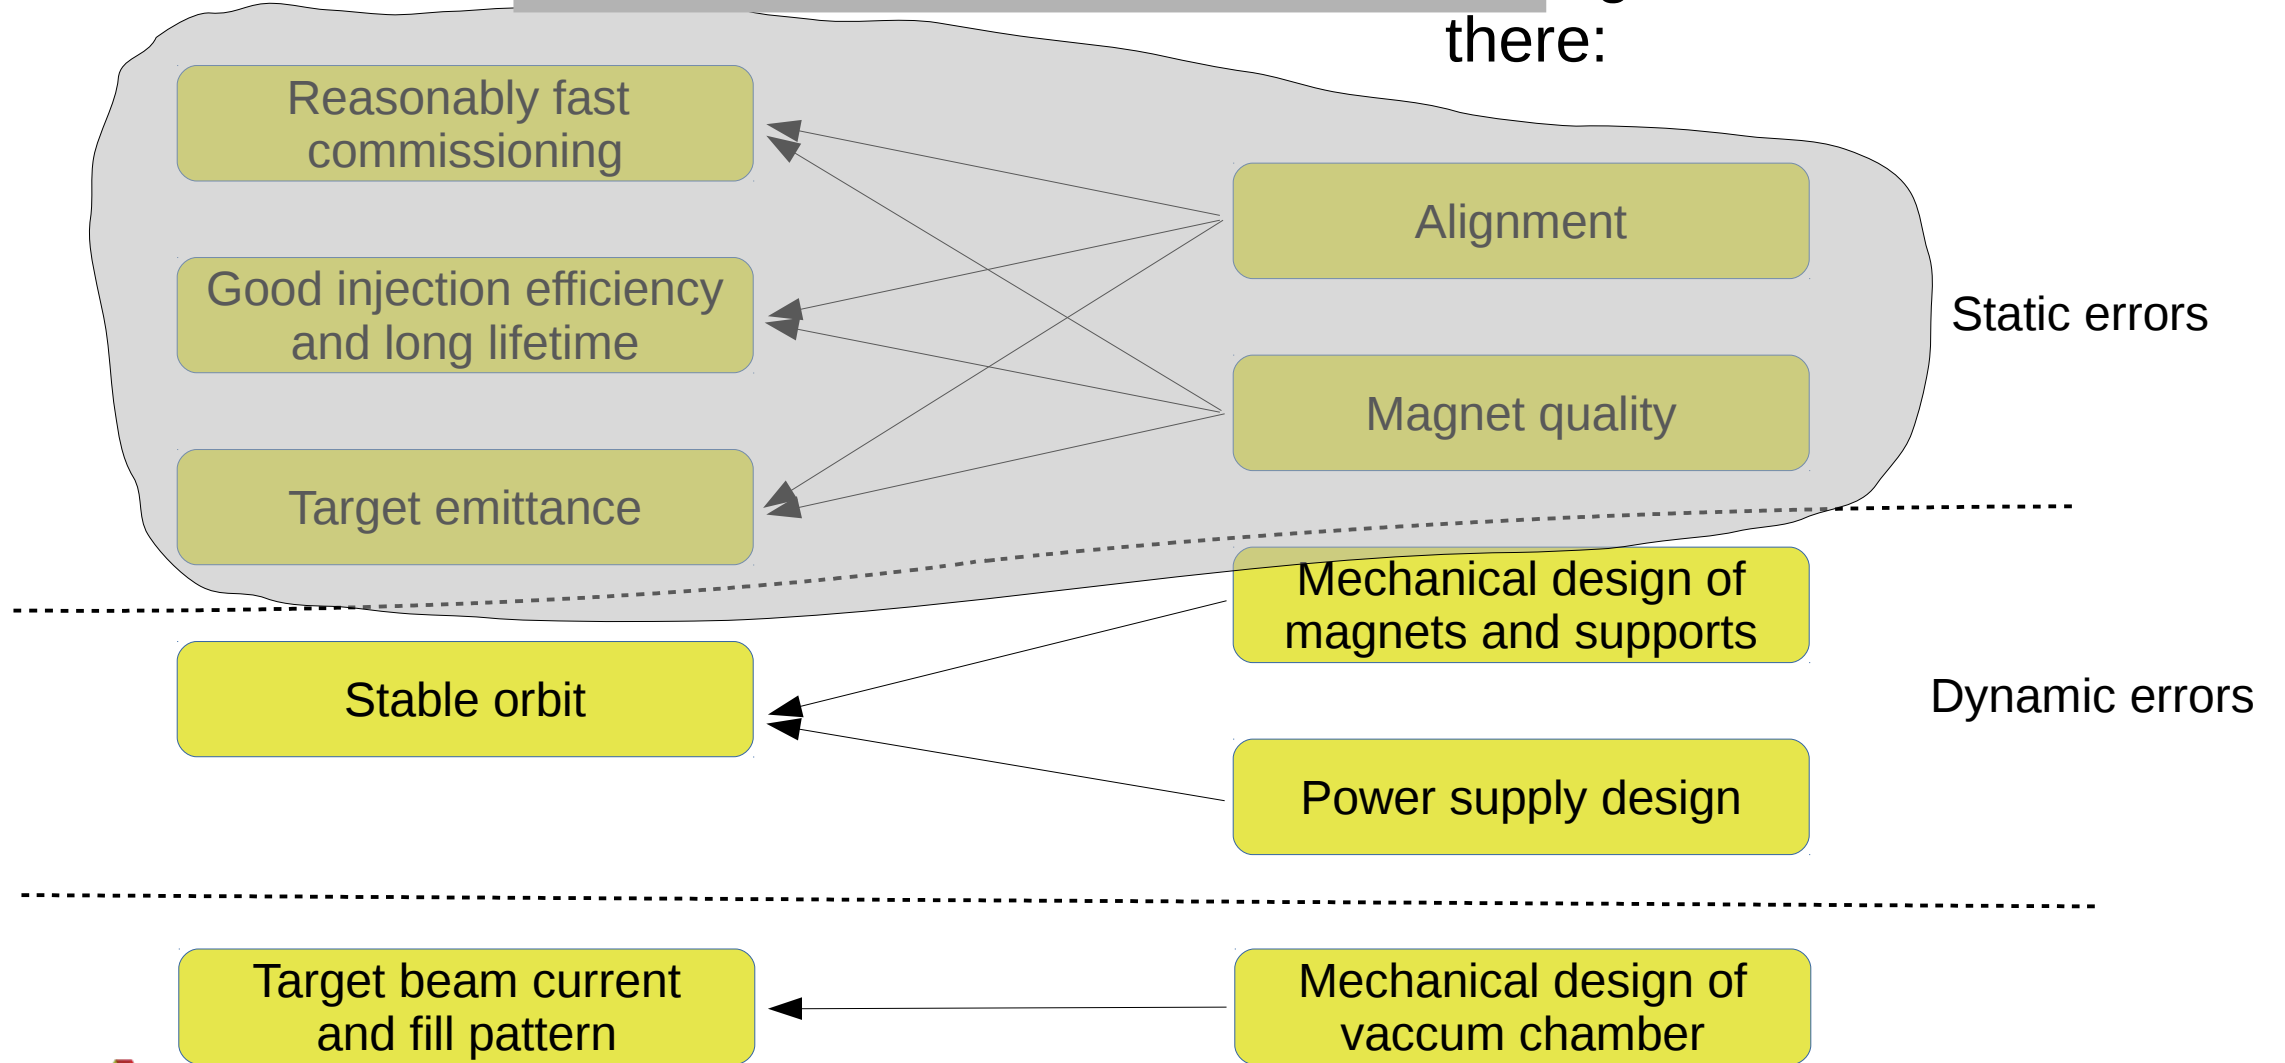 there:
Reasonably fast
commissioning
Alignment
Good injection efficiency
and long lifetime
Static errors
Magnet quality
Target emittance
Mechanical design of
magnets and supports
Stable orbit
Dynamic errors
Power supply design
Target beam current
and fill pattern
Mechanical design of
vaccum chamber